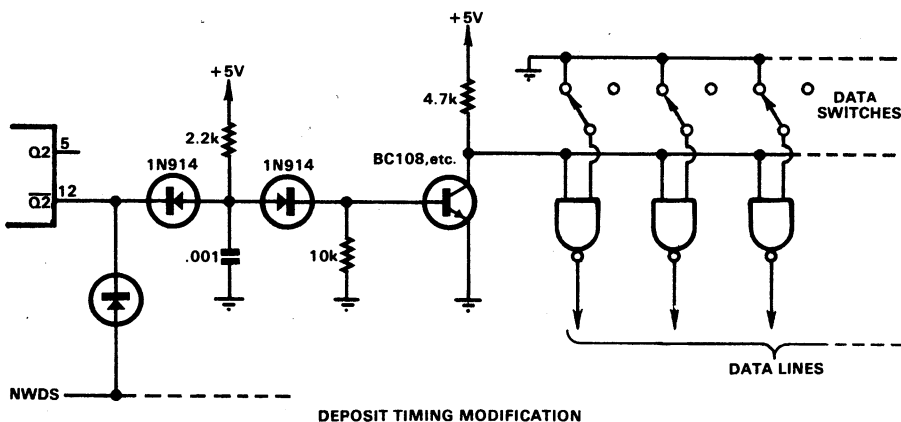 +5V
+5V
4.7k
DATA
SWITCHES
2.2k
Q2 5
1N914
1N914
BC108,etc.
Q2 12
.001
10k
DATA LINES
NWDS
DEPOSIT TIMING MODIFICATION